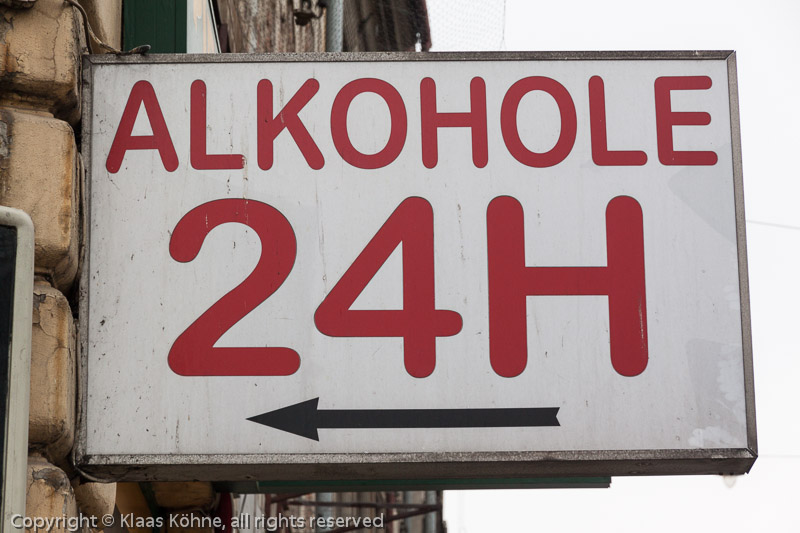 ALKOHOLE
24H
Copyright © Klaas Köhne, all rights reserved